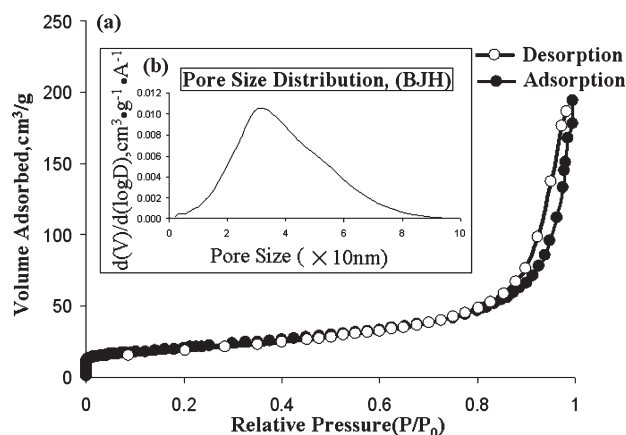 (a)
Desorption
Adsorption
(b)
Pore Size Distribution, (BJH)
d(V)/d(logD),cm³•g⁻¹•A⁻¹
0.012
0.010
0.008
0.006
0.004
0.002
0.000
0 2 4 6 8 10
Pore Size ( ×10nm)
Volume Adsorbed,cm³/g
250
200
150
100
50
0
0 0.2 0.4 0.6 0.8 1
Relative Pressure(P/P₀)